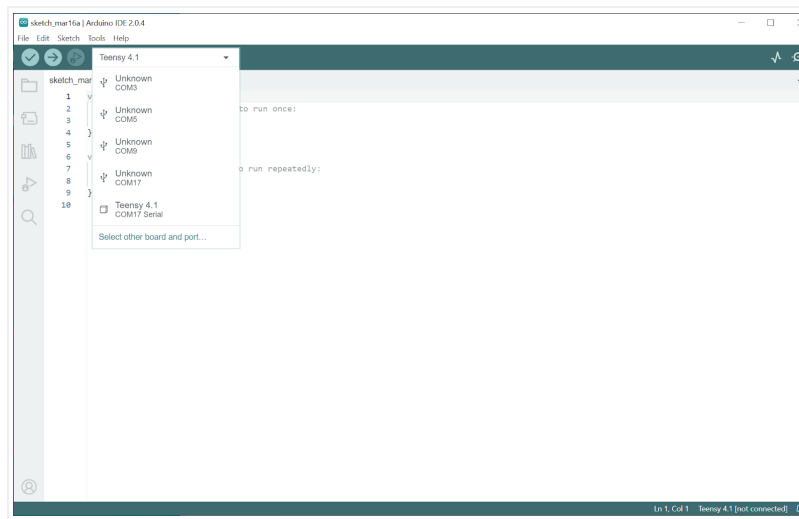 sketch_mar16a | Arduino IDE 2.0.4
File Edit Sketch Tools Help
Teensy 4.1
sketch_mar
Unknown
COM3
Unknown
COM5
Unknown
COM9
Unknown
COM17
Teensy 4.1
COM17 Serial
Select other board and port...
1 v
2 to run once:
3
4 }
5
6 v
7 o run repeatedly:
8
9 }
10
Ln 1, Col 1 Teensy 4.1 [not connected]